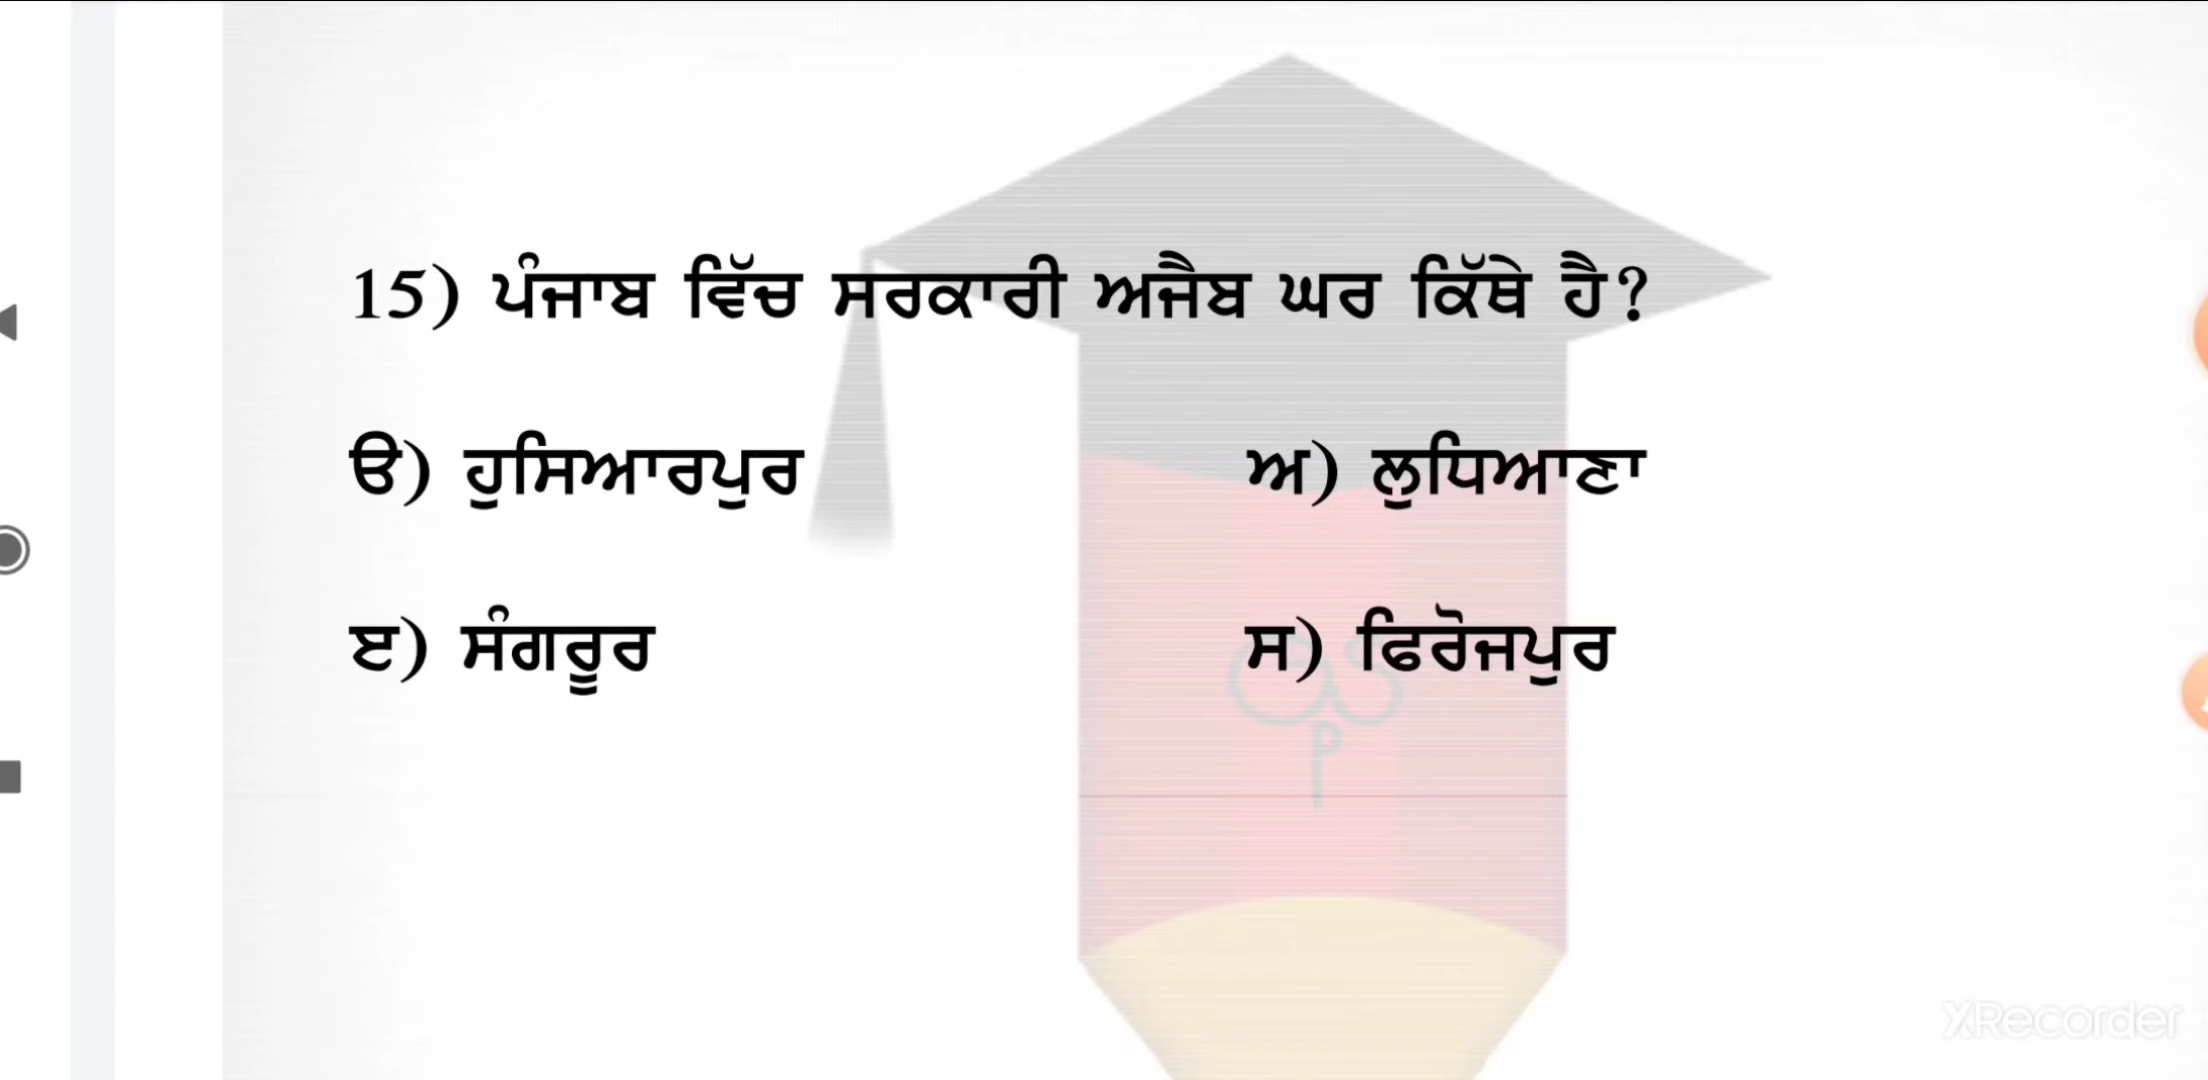 15) ਪੰਜਾਬ ਵਿੱਚ ਸਰਕਾਰੀ ਅਜੈਬ ਘਰ ਕਿੱਥੇ ਹੈ?
ੳ) ਹੁਸਿਆਰਪੁਰ ਅ) ਲੁਧਿਆਣਾ
ੲ) ਸੰਗਰੂਰ ਸ) ਫਿਰੋਜਪੁਰ
XRecorder